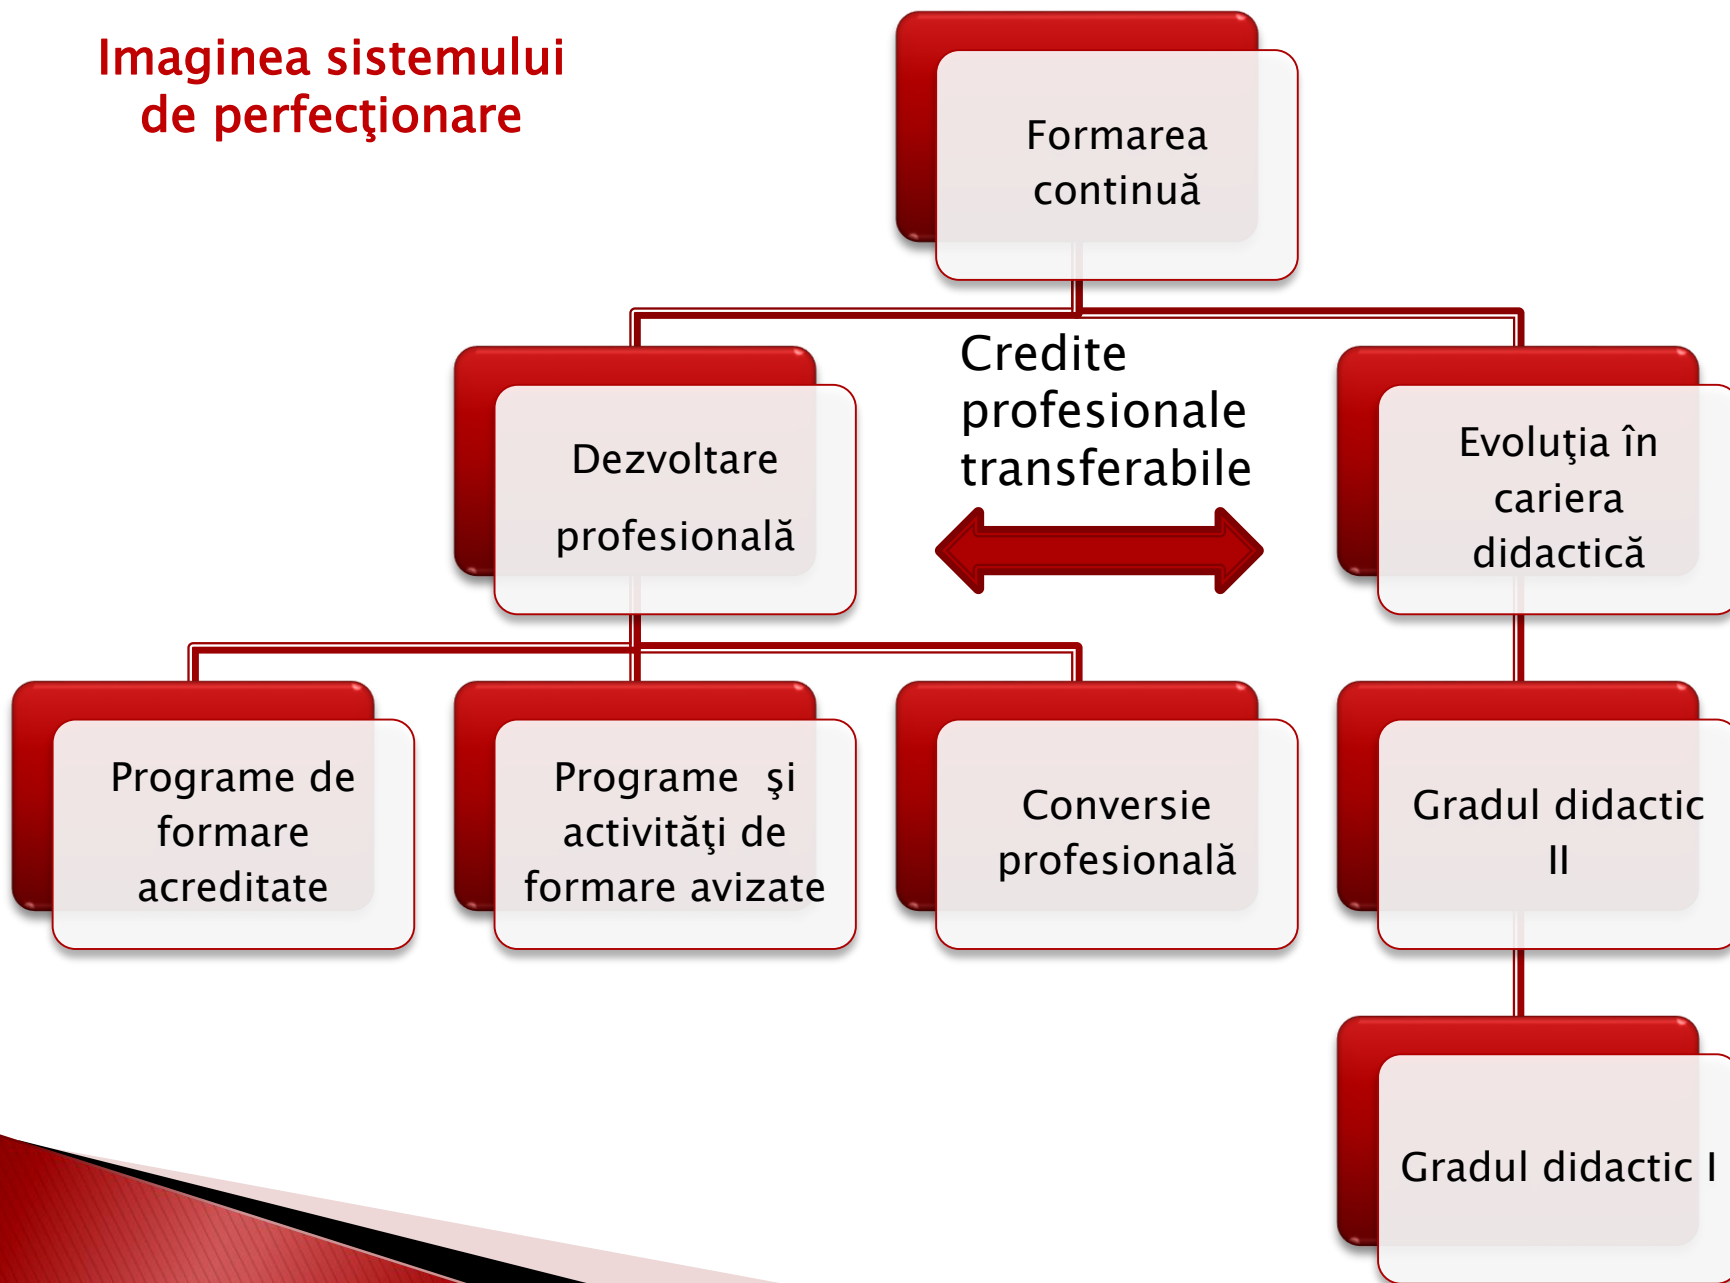 Imaginea sistemului
de perfecţionare
Formarea
continuă
Credite
profesionale
transferabile
Dezvoltare
profesională
Evoluţia în
cariera
didactică
Programe de
formare
acreditate
Programe  şi
activităţi de
formare avizate
Conversie
profesională
Gradul didactic
II
Gradul didactic I